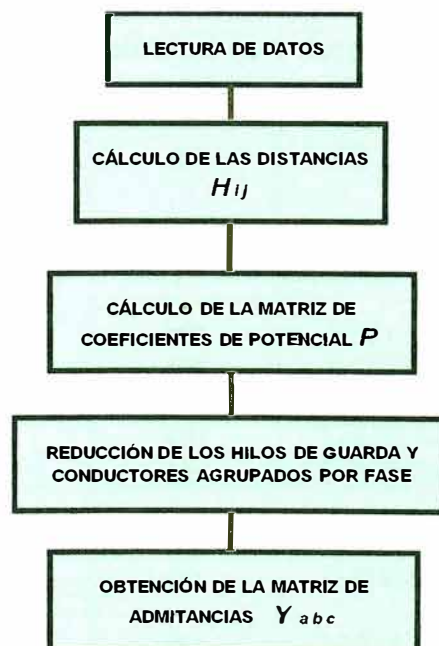 LECTURA DE DATOS
CÁLCULO DE LAS DISTANCIAS
Hij
CÁLCULO DE LA MATRIZ DE
COEFICIENTES DE POTENCIAL P
REDUCCIÓN DE LOS HILOS DE GUARDA Y
CONDUCTORES AGRUPADOS POR FASE
OBTENCIÓN DE LA MATRIZ DE
ADMITANCIAS Y abc